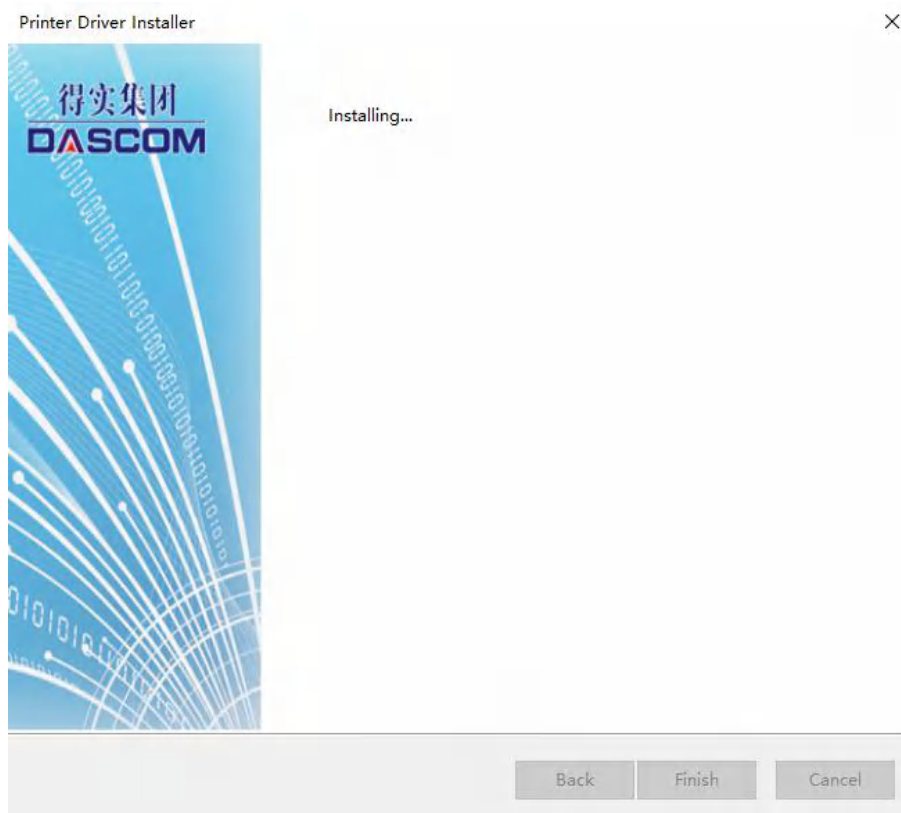 Printer Driver Installer
得实集团
DASCOM
Installing...
Back
Finish
Cancel